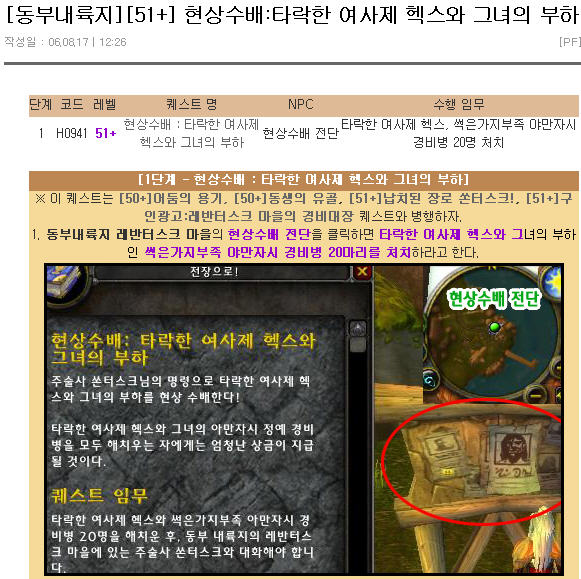 [동부내륙지][51+] 현상수배:타락한 여사제 헥스와 그녀의 부하
작성일 : 06,08,17 | 12:26 [PF]
단계 코드 레벨 퀘스트 명 NPC 수행 임무
1 H0941 51+ 현상수배 : 타락한 여사제 헥스와 그녀의 부하 현상수배 전단 타락한 여사제 헥스, 썩은가지부족 야만자시 경비병 20명 처치
[1단계 - 현상수배 : 타락한 여사제 헥스와 그녀의 부하]
※ 이 퀘스트는 [50+]어둠의 용기, [50+]동생의 유골, [51+]납치된 장로 쏜터스크!, [51+]구
인광고:레반터스크 마을의 경비대장 퀘스트와 병행하자.
1. 동부내륙지 레반터스크 마을의 현상수배 전단을 클릭하면 타락한 여사제 헥스와 그녀의 부하
인 썩은가지부족 야만자시 경비병 20마리를 처치하라고 한다.
전장으로!
현상수배: 타락한 여사제 헥스와
그녀의 부하
주술사 쏜터스크님의 명령으로 타락한 여사제 헥
스와 그녀의 부하를 현상 수배한다!
타락한 여사제 헥스와 그녀의 야만자시 정예 경비
병을 모두 해치우는 자에게는 엄청난 상금이 지급
될 것이다.
퀘스트 임무
타락한 여사제 헥스와 썩은가지부족 야만자시 경
비병 20명을 해치운 후, 동부 내륙지의 레반터스
크 마을에 있는 주술사 쏜터스크와 대화해야 합니
다.
현상수배 전단
N